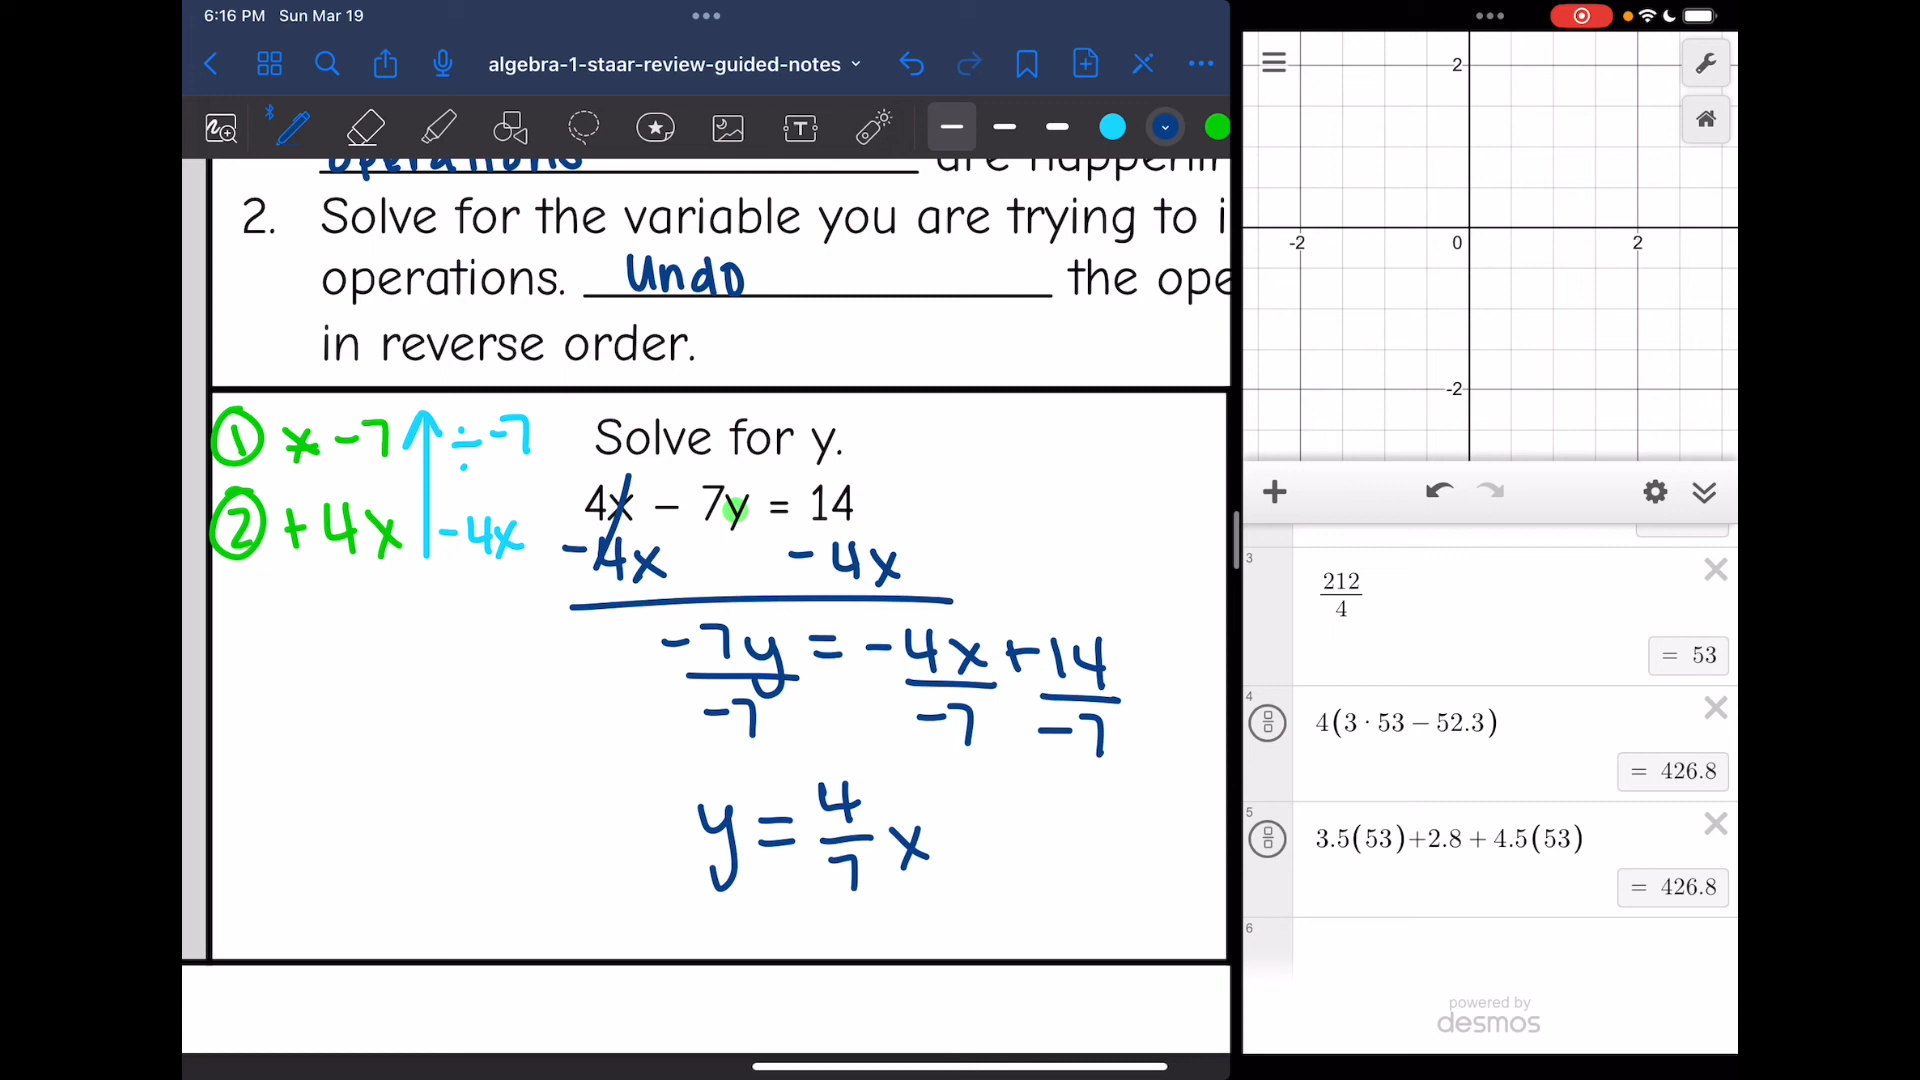 6:16 PM Sun Mar 19
algebra-1-staar-review-guided-notes
T
operations are happenin
2. Solve for the variable you are trying to i
operations. Undo the ope
in reverse order.
① x -7 ÷ -7
② + 4x - 4x
Solve for y.
4x – 7y = 14
- 4x - 4x
-7y = -4x + 14
-7 -7 -7
y = 4/7 x
2
-2 0 2
-2
3
212/4
= 53
4
4(3 · 53 − 52.3)
= 426.8
5
3.5(53)+2.8 + 4.5(53)
= 426.8
6
powered by
desmos